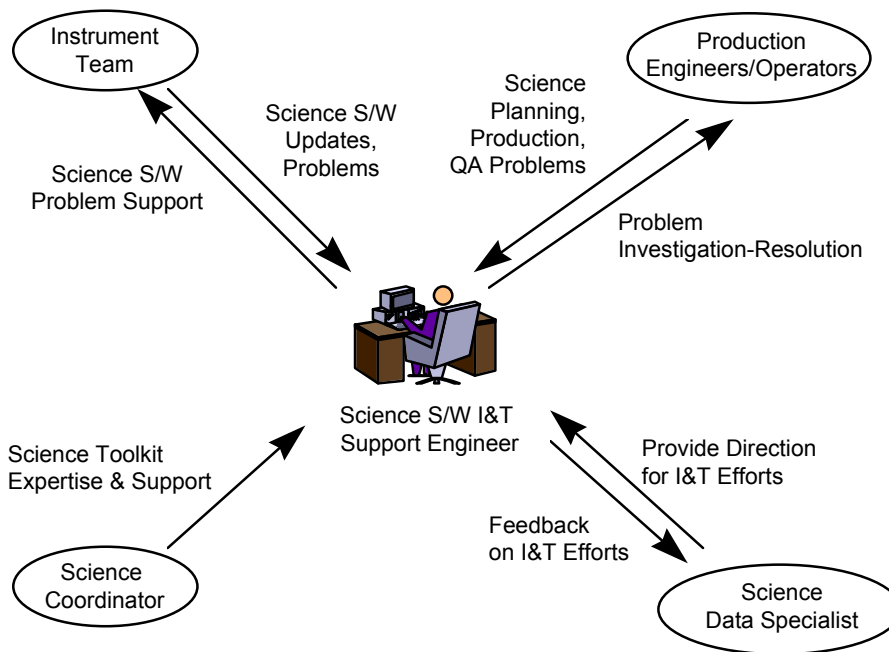 Instrument
Team
Production
Engineers/Operators
Science S/W
Updates,
Problems
Science
Planning,
Production,
QA Problems
Science S/W
Problem Support
Problem
Investigation-Resolution
Science S/W I&T
Support Engineer
Science Toolkit
Expertise & Support
Provide Direction
for I&T Efforts
Feedback
on I&T Efforts
Science
Coordinator
Science
Data Specialist